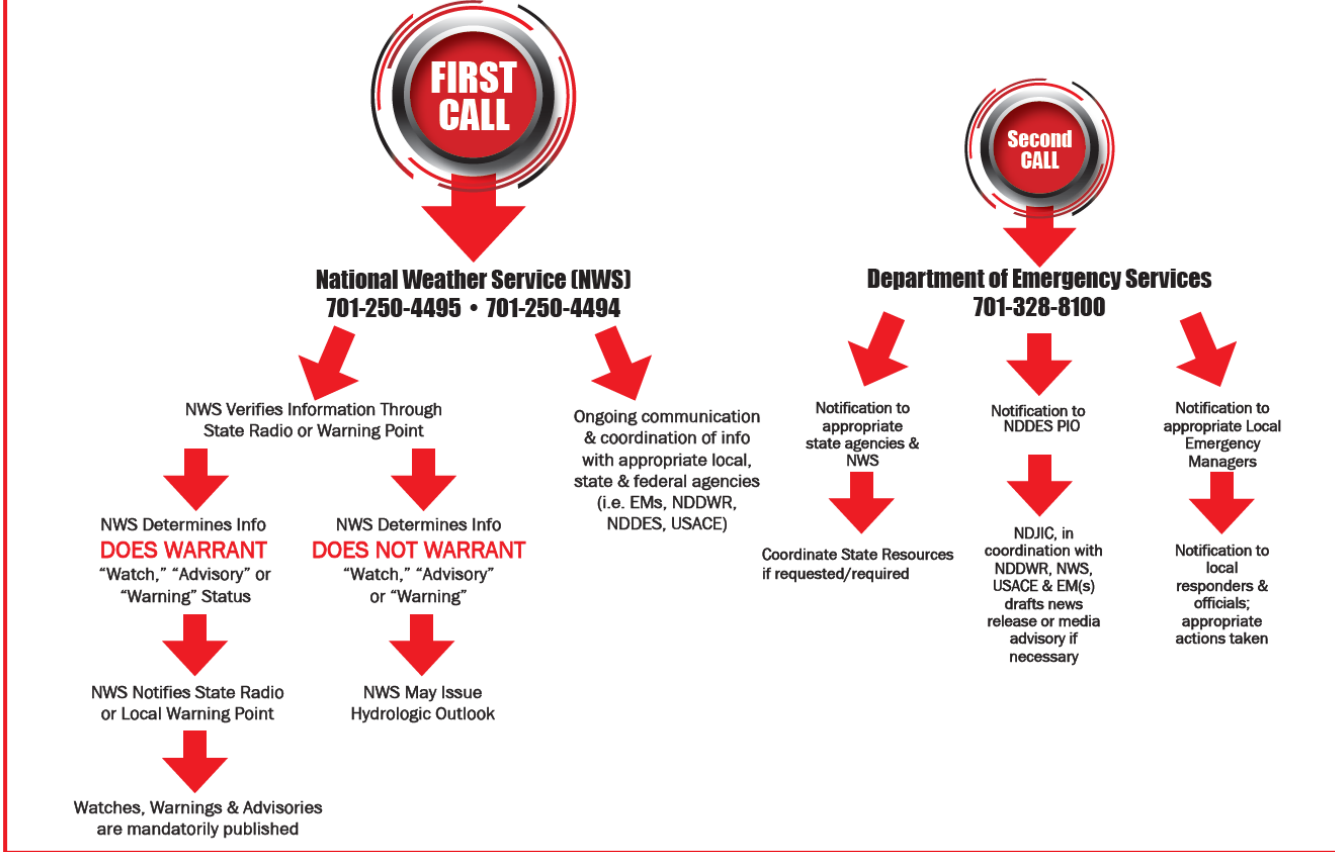 FIRST
CALL
National Weather Service (NWS)
701-250-4495 • 701-250-4494
NWS Verifies Information Through
State Radio or Warning Point
NWS Determines Info
DOES WARRANT
“Watch,” “Advisory” or
“Warning” Status
NWS Notifies State Radio
or Local Warning Point
Watches, Warnings & Advisories
are mandatorily published
NWS Determines Info
DOES NOT WARRANT
“Watch,” “Advisory”
or “Warning”
NWS May Issue
Hydrologic Outlook
Ongoing communication
& coordination of info
with appropriate local,
state & federal agencies
(i.e. EMs, NDDWR,
NDDES, USACE)
Second
CALL
Department of Emergency Services
701-328-8100
Notification to
appropriate
state agencies &
NWS
Coordinate State Resources
if requested/required
Notification to
NDDES PIO
NDJIC, in
coordination with
NDDWR, NWS,
USACE & EM(s)
drafts news
release or media
advisory if
necessary
Notification to
appropriate Local
Emergency
Managers
Notification to
local
responders &
officials;
appropriate
actions taken